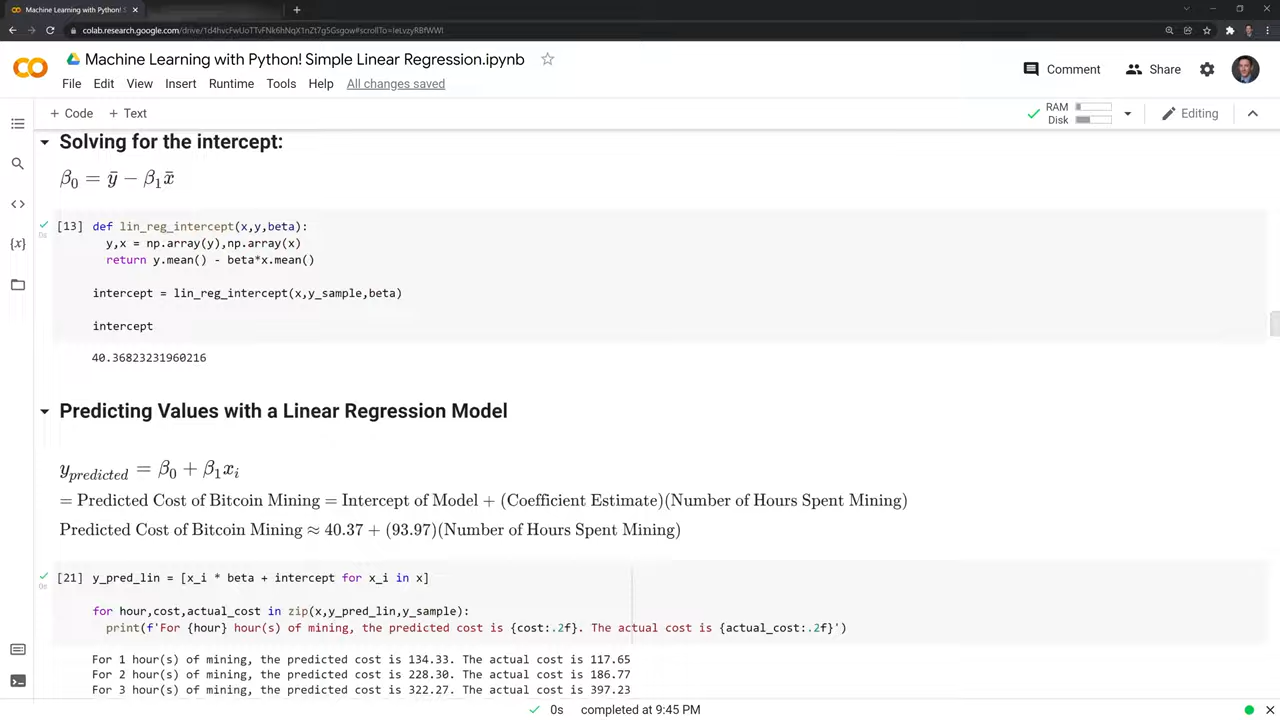 Machine Learning with Python! S
colab.research.google.com/drive/1d4hvcFwUoTTvFNk6hNqX1nZt7g5Gsgow#scrollTo=IeLvzyRBfWWI
Machine Learning with Python! Simple Linear Regression.ipynb
Comment
Share
File Edit View Insert Runtime Tools Help All changes saved
+ Code + Text
RAM
Disk
Editing
Solving for the intercept:
β₀ = ȳ − β₁x̄
[13] def lin_reg_intercept(x,y,beta):
y,x = np.array(y),np.array(x)
return y.mean() - beta*x.mean()
intercept = lin_reg_intercept(x,y_sample,beta)
intercept
0s
40.36823231960216
Predicting Values with a Linear Regression Model
y_predicted = β₀ + β₁xᵢ
= Predicted Cost of Bitcoin Mining = Intercept of Model + (Coefficient Estimate)(Number of Hours Spent Mining)
Predicted Cost of Bitcoin Mining ≈ 40.37 + (93.97)(Number of Hours Spent Mining)
[21] y_pred_lin = [x_i * beta + intercept for x_i in x]
0s
for hour,cost,actual_cost in zip(x,y_pred_lin,y_sample):
print(f'For {hour} hour(s) of mining, the predicted cost is {cost:.2f}. The actual cost is {actual_cost:.2f}')
For 1 hour(s) of mining, the predicted cost is 134.33. The actual cost is 117.65
For 2 hour(s) of mining, the predicted cost is 228.30. The actual cost is 186.77
For 3 hour(s) of mining, the predicted cost is 322.27. The actual cost is 397.23
0s completed at 9:45 PM